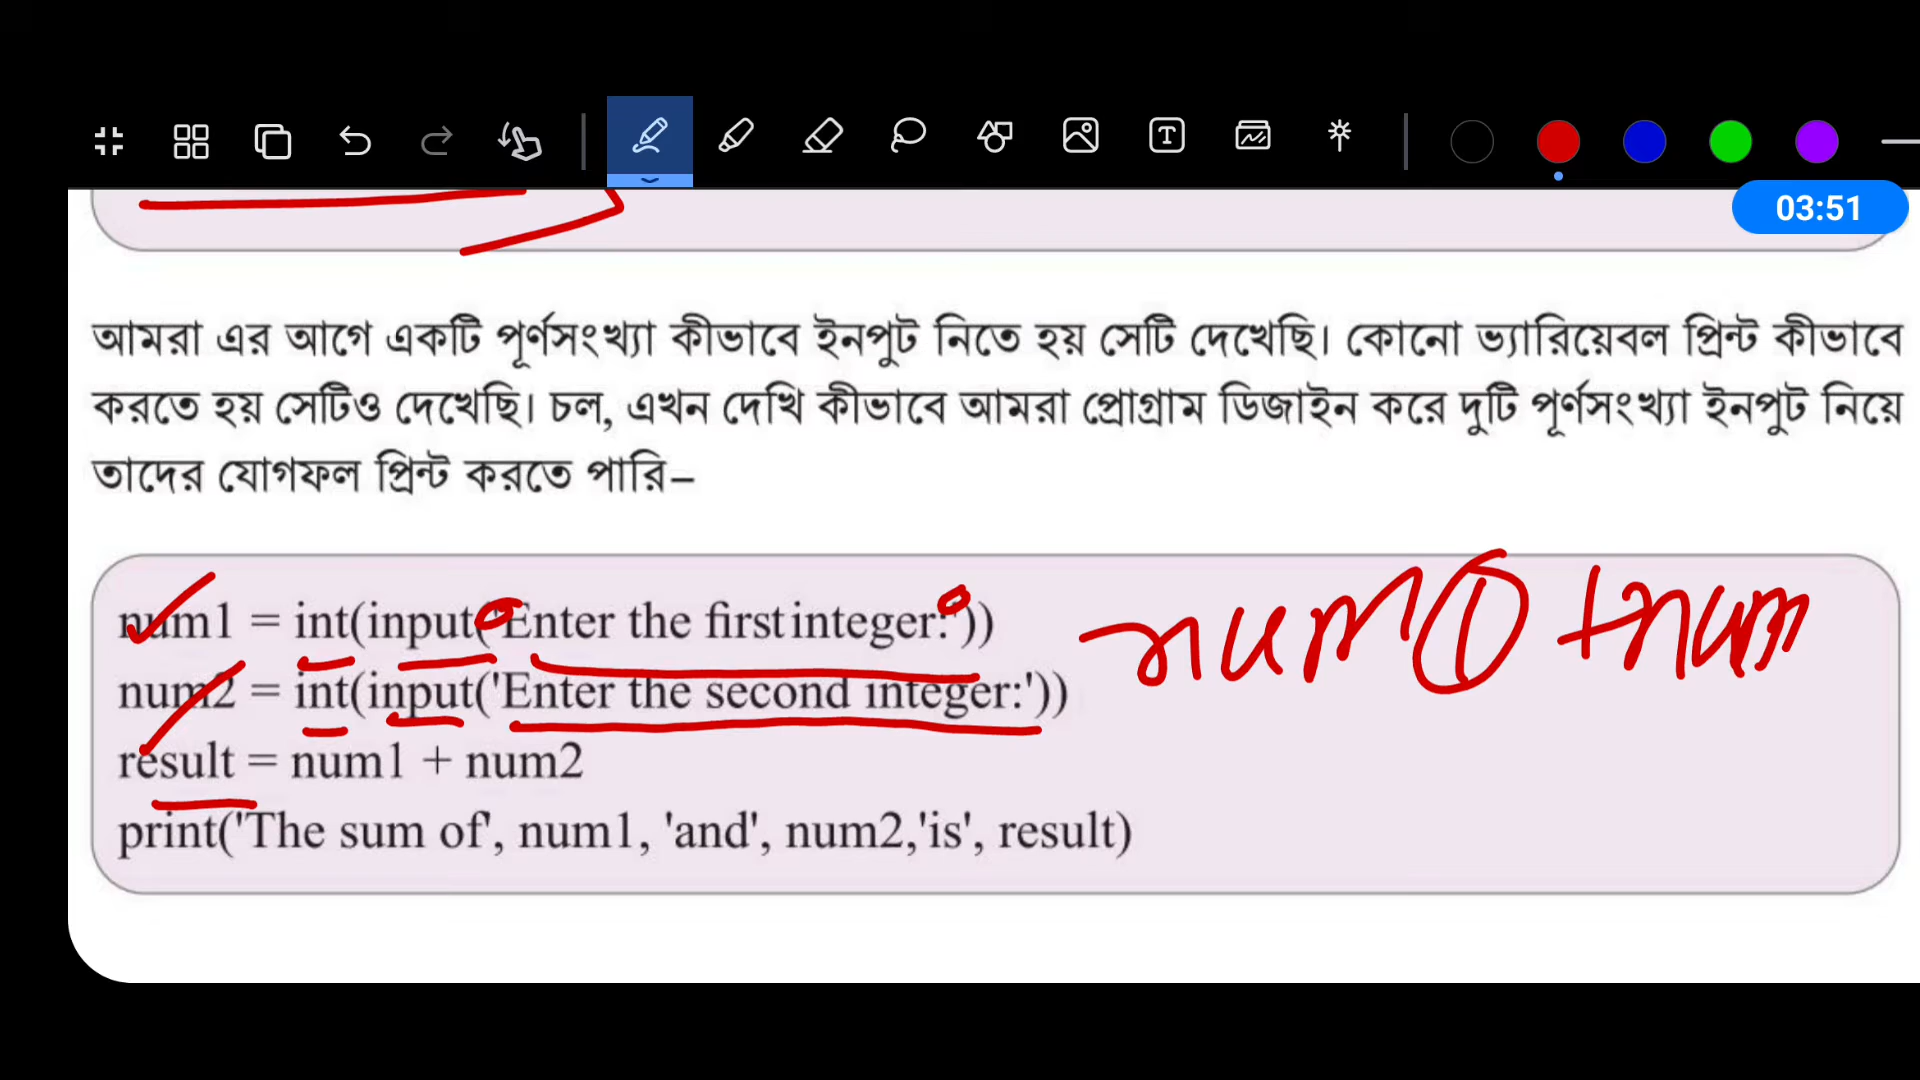 03:51
আমরা এর আগে একটি পূর্ণসংখ্যা কীভাবে ইনপুট নিতে হয় সেটি দেখেছি। কোনো ভ্যারিয়েবল প্রিন্ট কীভাবে
করতে হয় সেটিও দেখেছি। চল, এখন দেখি কীভাবে আমরা প্রোগ্রাম ডিজাইন করে দুটি পূর্ণসংখ্যা ইনপুট নিয়ে
তাদের যোগফল প্রিন্ট করতে পারি–
num1 = int(input('Enter the first integer:')) num1 + num
num2 = int(input('Enter the second integer:'))
result = num1 + num2
print('The sum of', num1, 'and', num2,'is', result)